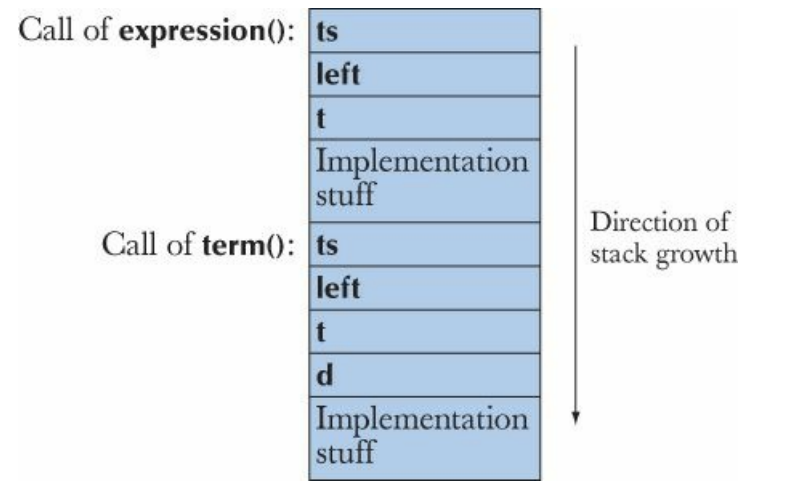 Call of expression(): ts
left
t
Implementation
stuff
Call of term(): ts
left
t
d
Implementation
stuff
Direction of
stack growth